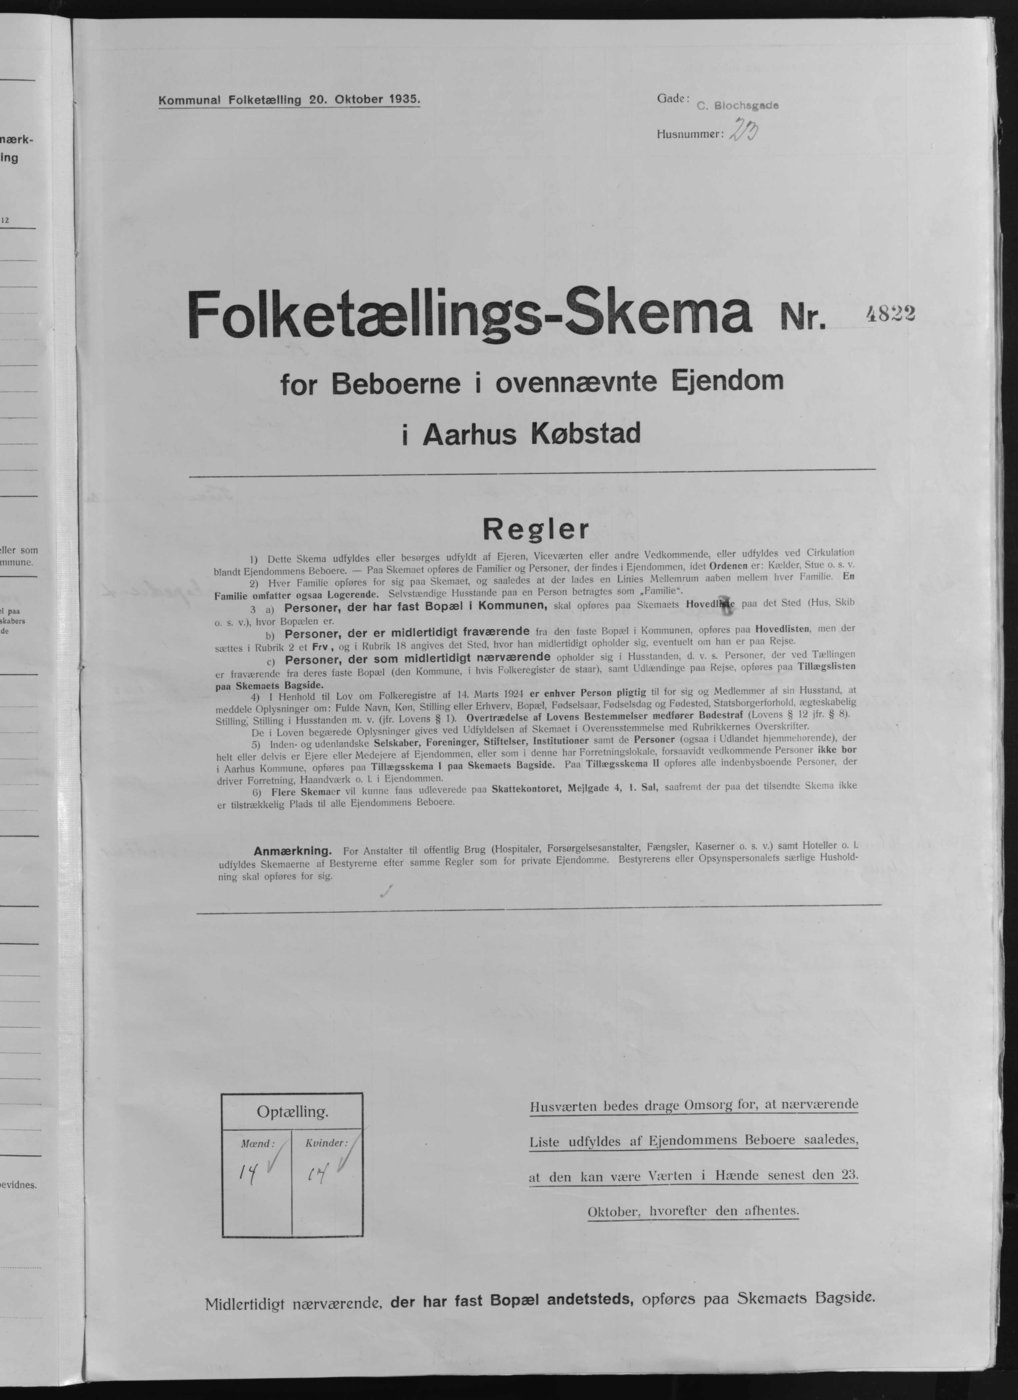 Kommunal Folketælling 20. Oktober 1935.
Gade: C. Blochsgade
Husnummer: 23
Folketællings-Skema Nr. 4822
for Beboerne i ovennævnte Ejendom
i Aarhus Købstad
Regler
1) Dette Skema udfyldes eller besørges udfyldt af Ejeren, Viceværten eller andre Vedkommende, eller udfyldes ved Cirkulation
blandt Ejendommens Beboere. — Paa Skemaet opføres de Familier og Personer, der findes i Ejendommen, idet Ordenen er: Kælder, Stue o. s. v.
2) Hver Familie opføres for sig paa Skemaet, og saaledes at der lades en Linies Mellemrum aaben mellem hver Familie. En
Familie omfatter ogsaa Logerende. Selvstændige Husstande paa en Person betragtes som „Familie".
3 a) Personer, der har fast Bopæl i Kommunen, skal opføres paa Skemaets Hovedliste paa det Sted (Hus, Skib
o. s. v.), hvor Bopælen er.
b) Personer, der er midlertidigt fraværende fra den faste Bopæl i Kommunen, opføres paa Hovedlisten, men der
sættes i Rubrik 2 et Frv., og i Rubrik 18 angives det Sted, hvor han midlertidigt opholder sig, eventuelt om han er paa Rejse.
c) Personer, der som midlertidigt nærværende opholder sig i Husstanden, d. v. s. Personer, der ved Tællingen
er fraværende fra deres faste Bopæl (den Kommune, i hvis Folkeregister de staar), samt Udlændinge paa Rejse, opføres paa Tillægslisten
paa Skemaets Bagside.
4) I Henhold til Lov om Folkeregistre af 14. Marts 1924 er enhver Person pligtig til for sig og Medlemmer af sin Husstand, at
meddele Oplysninger om: Fulde Navn, Køn, Stilling eller Erhverv, Bopæl, Fødselsaar, Fødselsdag og Fødested, Statsborgerforhold, ægteskabelig
Stilling, Stilling i Husstanden m. v. (jfr. Lovens § 1). Overtrædelse af Lovens Bestemmelser medfører Bødestraf (Lovens § 12 jfr. § 8).
De i Loven begærede Oplysninger gives ved Udfyldelsen af Skemaet i Overensstemmelse med Rubrikkernes Overskrifter.
5) Inden- og udenlandske Selskaber, Foreninger, Stiftelser, Institutioner samt de Personer (ogsaa i Udlandet hjemmehørende), der
helt eller delvis er Ejere eller Medejere af Ejendommen, eller som i denne har Forretningslokale, forsaavidt vedkommende Personer ikke bor
i Aarhus Kommune, opføres paa Tillægsskema I paa Skemaets Bagside. Paa Tillægsskema II opføres alle indenbysboende Personer, der
driver Forretning, Haandværk o. l. i Ejendommen.
6) Flere Skemaer vil kunne faas udleverede paa Skattekontoret, Mejlgade 4, 1. Sal, saafremt der paa det tilsendte Skema ikke
er tilstrækkelig Plads til alle Ejendommens Beboere.
Anmærkning. For Anstalter til offentlig Brug (Hospitaler, Forsørgelsesanstalter, Fængsler, Kaserner o. s. v.) samt Hoteller o. l.
udfyldes Skemaerne af Bestyrerne efter samme Regler som for private Ejendomme. Bestyrerens eller Opsynspersonalets særlige Hushold-
ning skal opføres for sig.
Optælling.
Mænd: Kvinder:
14 14
Husværten bedes drage Omsorg for, at nærværende
Liste udfyldes af Ejendommens Beboere saaledes,
at den kan være Værten i Hænde senest den 23.
Oktober, hvorefter den afhentes.
Midlertidigt nærværende, der har fast Bopæl andetsteds, opføres paa Skemaets Bagside.
mærk-
ing
12
eller som
mmune.
el paa
skabers
de
bevidnes.